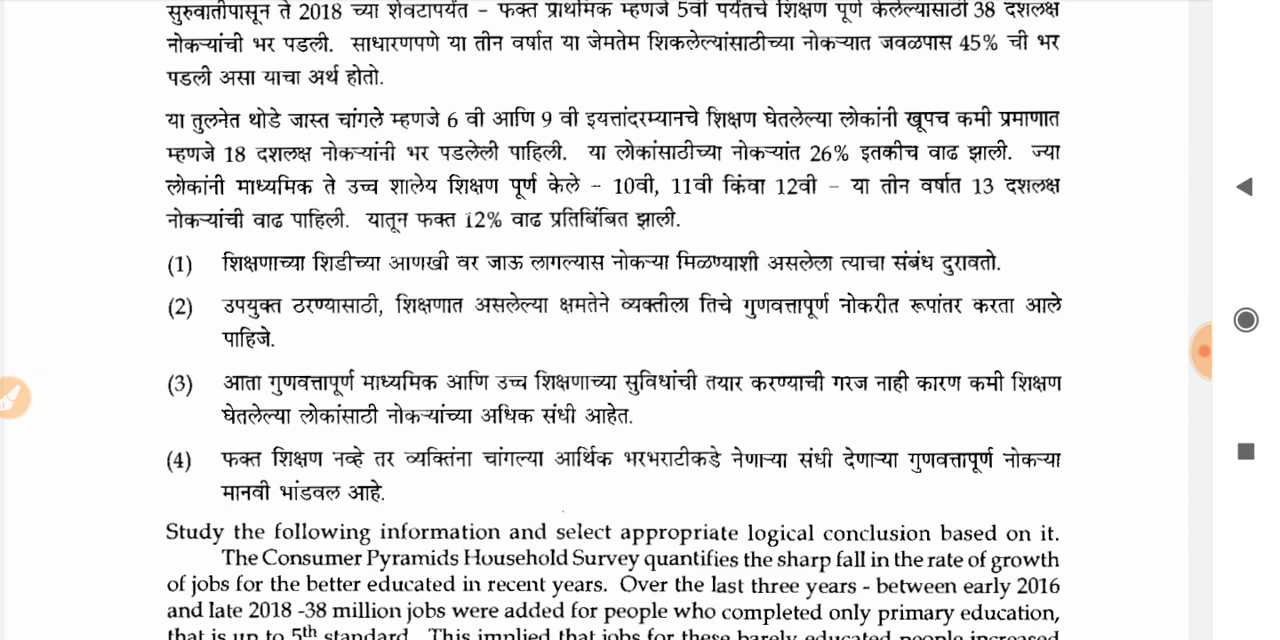 सुरुवातीपासून ते 2018 च्या शेवटापर्यंत - फक्त प्राथमिक म्हणजे 5वी पर्यंतचे शिक्षण पूर्ण केलेल्यासाठी 38 दशलक्ष
नोकऱ्यांची भर पडली. साधारणपणे या तीन वर्षात या जेमतेम शिकलेल्यांसाठीच्या नोकऱ्यात जवळपास 45% ची भर
पडली असा याचा अर्थ होतो.
या तुलनेत थोडे जास्त चांगले म्हणजे 6 वी आणि 9 वी इयत्तांदरम्यानचे शिक्षण घेतलेल्या लोकांनी खूपच कमी प्रमाणात
म्हणजे 18 दशलक्ष नोकऱ्यांनी भर पडलेली पाहिली. या लोकांसाठीच्या नोकऱ्यांत 26% इतकीच वाढ झाली. ज्या
लोकांनी माध्यमिक ते उच्च शालेय शिक्षण पूर्ण केले - 10वी, 11वी किंवा 12वी - या तीन वर्षात 13 दशलक्ष
नोकऱ्यांची वाढ पाहिली. यातून फक्त 12% वाढ प्रतिबिंबित झाली.
(1) शिक्षणाच्या शिडीच्या आणखी वर जाऊ लागल्यास नोकऱ्या मिळण्याशी असलेला त्याचा संबंध दुरावतो.
(2) उपयुक्त ठरण्यासाठी, शिक्षणात असलेल्या क्षमतेने व्यक्तीला तिचे गुणवत्तापूर्ण नोकरीत रूपांतर करता आले
पाहिजे.
(3) आता गुणवत्तापूर्ण माध्यमिक आणि उच्च शिक्षणाच्या सुविधांची तयार करण्याची गरज नाही कारण कमी शिक्षण
घेतलेल्या लोकांसाठी नोकऱ्यांच्या अधिक संधी आहेत.
(4) फक्त शिक्षण नव्हे तर व्यक्तिंना चांगल्या आर्थिक भरभराटीकडे नेणाऱ्या संधी देणाऱ्या गुणवत्तापूर्ण नोकऱ्या
मानवी भांडवल आहे.
Study the following information and select appropriate logical conclusion based on it.
The Consumer Pyramids Household Survey quantifies the sharp fall in the rate of growth
of jobs for the better educated in recent years. Over the last three years - between early 2016
and late 2018 -38 million jobs were added for people who completed only primary education,
that is up to 5th standard. This implied that jobs for these barely educated people increased